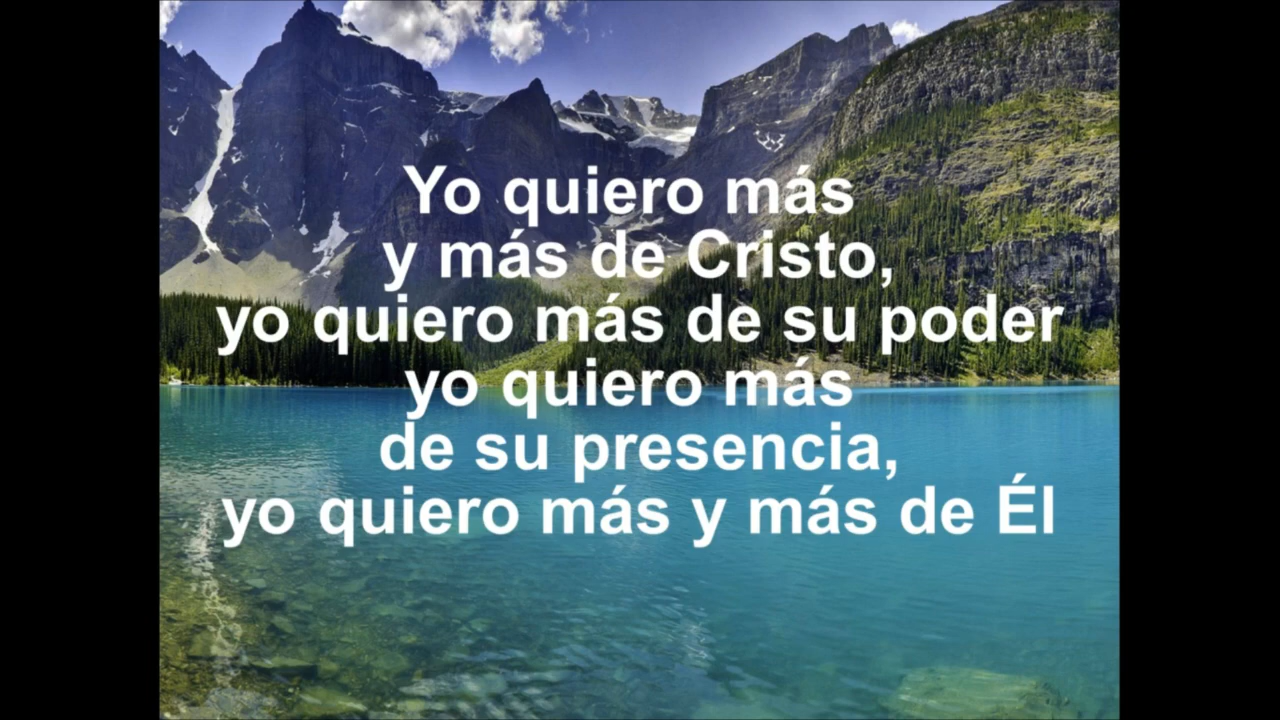 Yo quiero más
y más de Cristo,
yo quiero más de su poder
yo quiero más
de su presencia,
yo quiero más y más de Él